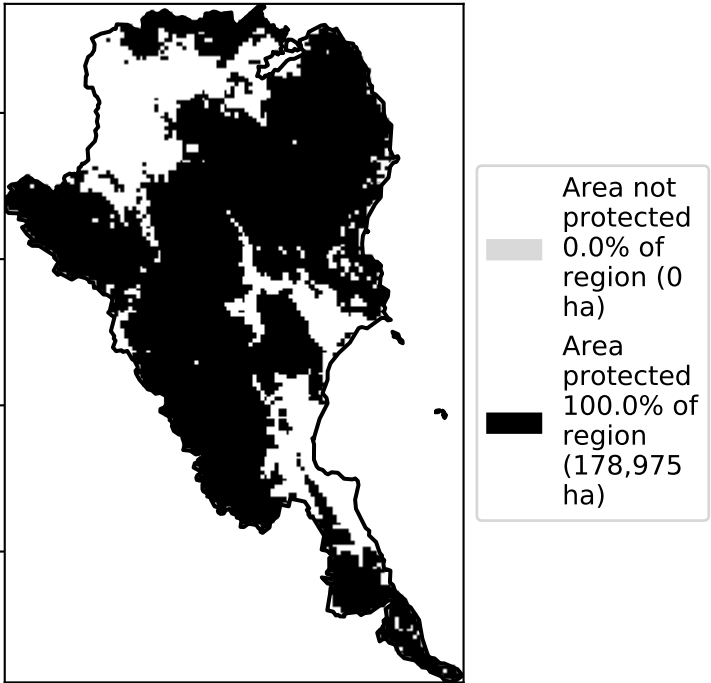 Area not
protected
0.0% of
region (0
ha)
Area
protected
100.0% of
region
(178,975
ha)